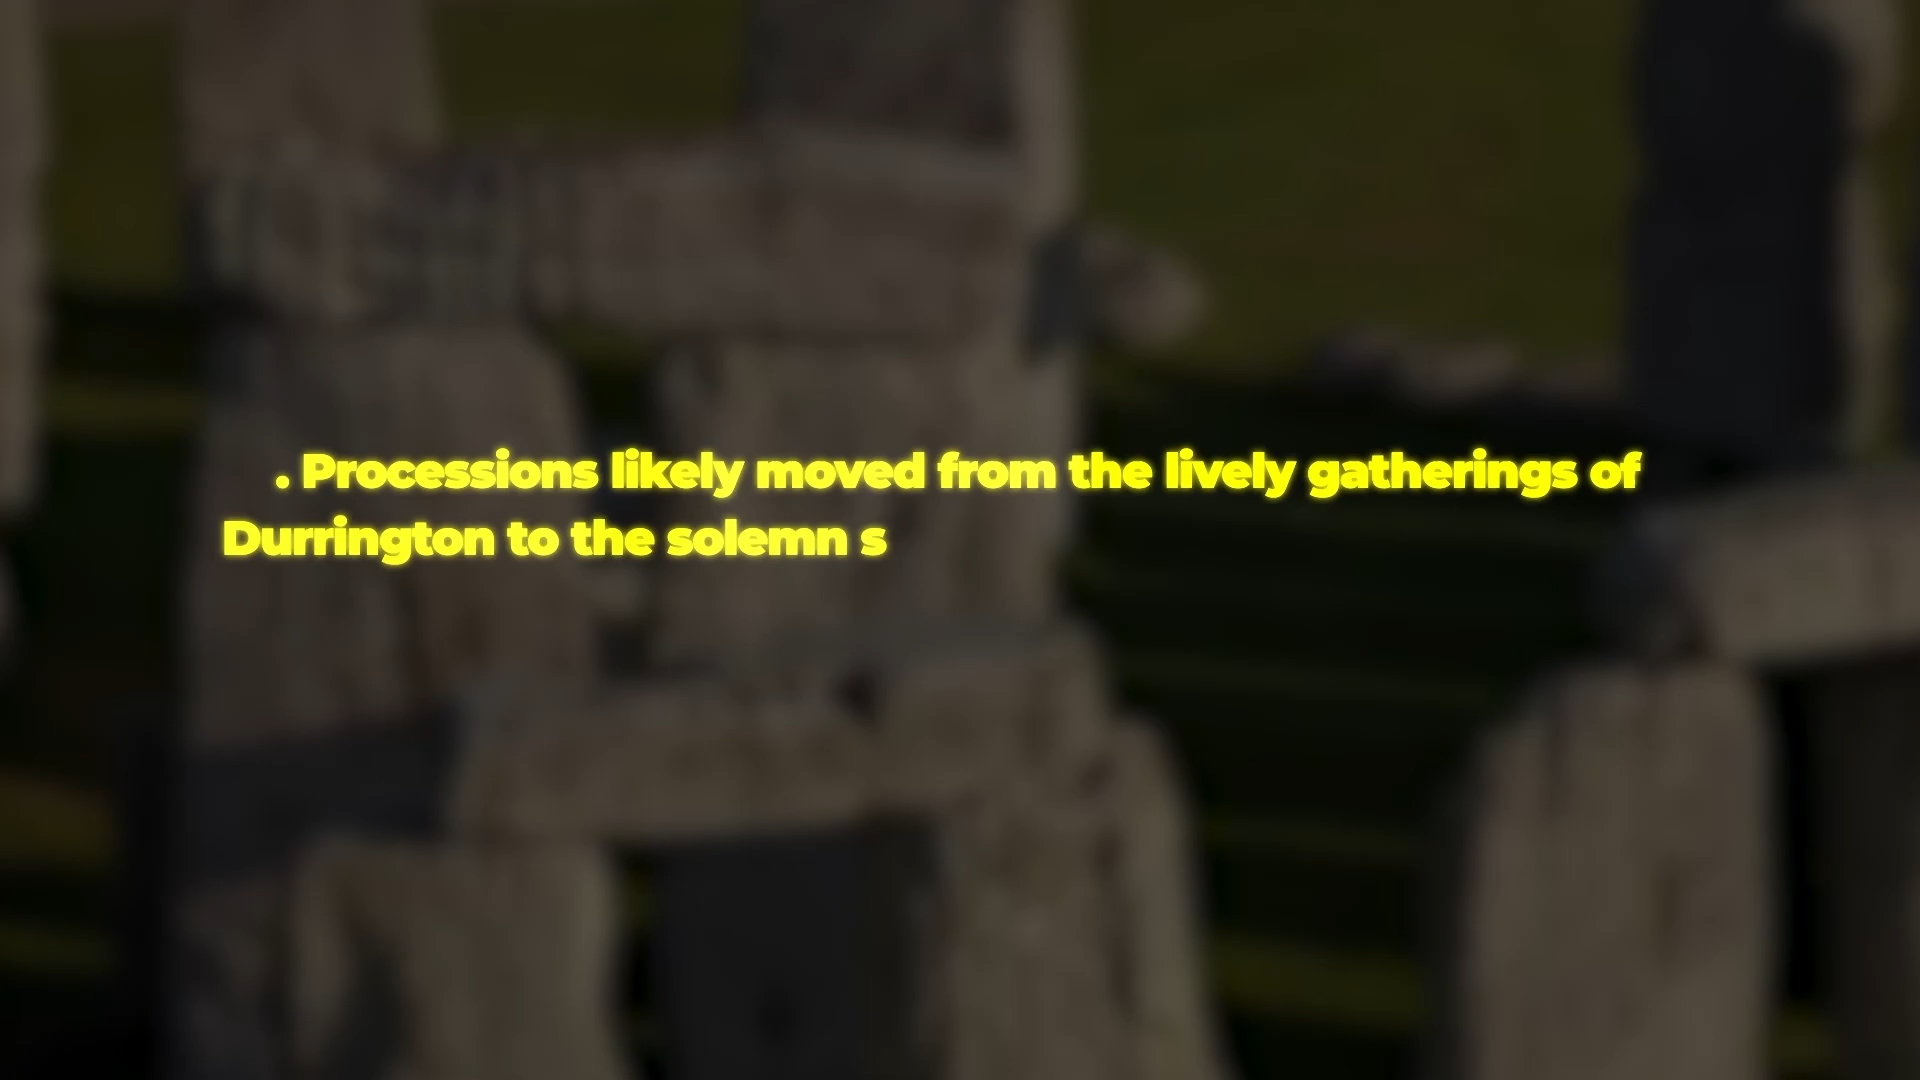 . Processions likely moved from the lively gatherings of
Durrington to the solemn s